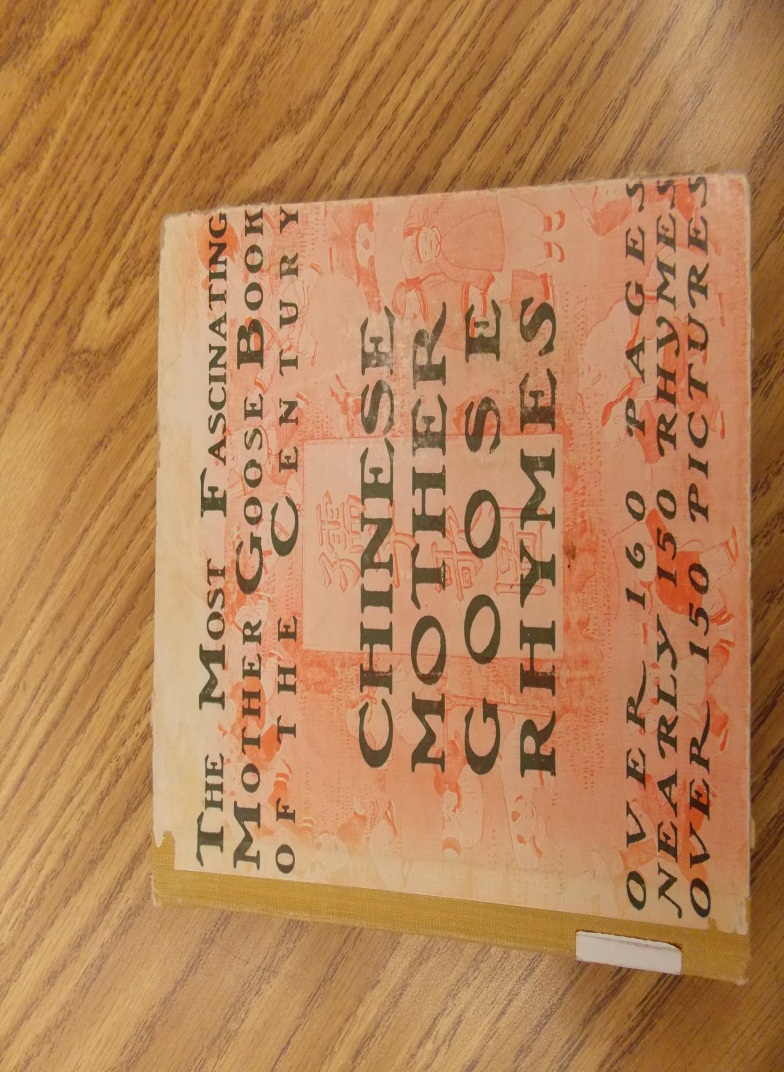 The Most Fascinating
Mother Goose Book
of the Century
CHINESE
MOTHER
GOOSE
RHYMES
OVER 160 PAGES
NEARLY 150 RHYMES
OVER 150 PICTURES